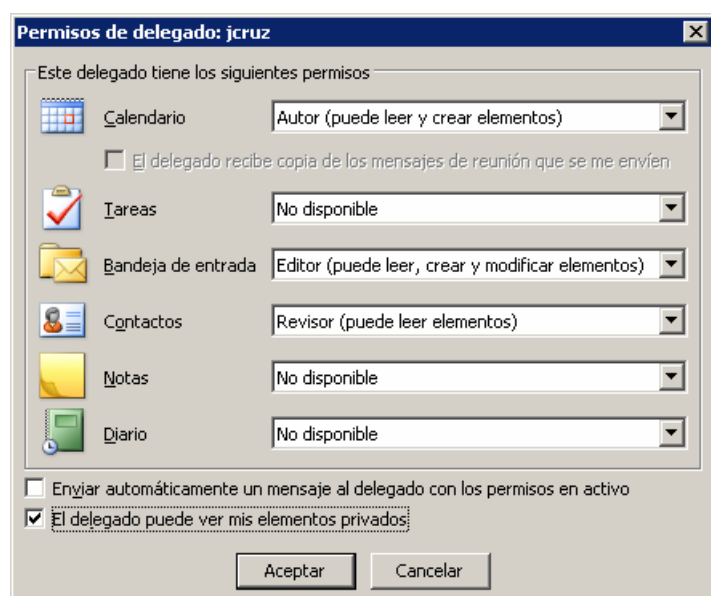 Permisos de delegado: jcruz
Este delegado tiene los siguientes permisos
Calendario Autor (puede leer y crear elementos)
El delegado recibe copia de los mensajes de reunión que se me envíen
Tareas No disponible
Bandeja de entrada Editor (puede leer, crear y modificar elementos)
Contactos Revisor (puede leer elementos)
Notas No disponible
Diario No disponible
Enviar automáticamente un mensaje al delegado con los permisos en activo
El delegado puede ver mis elementos privados
Aceptar Cancelar